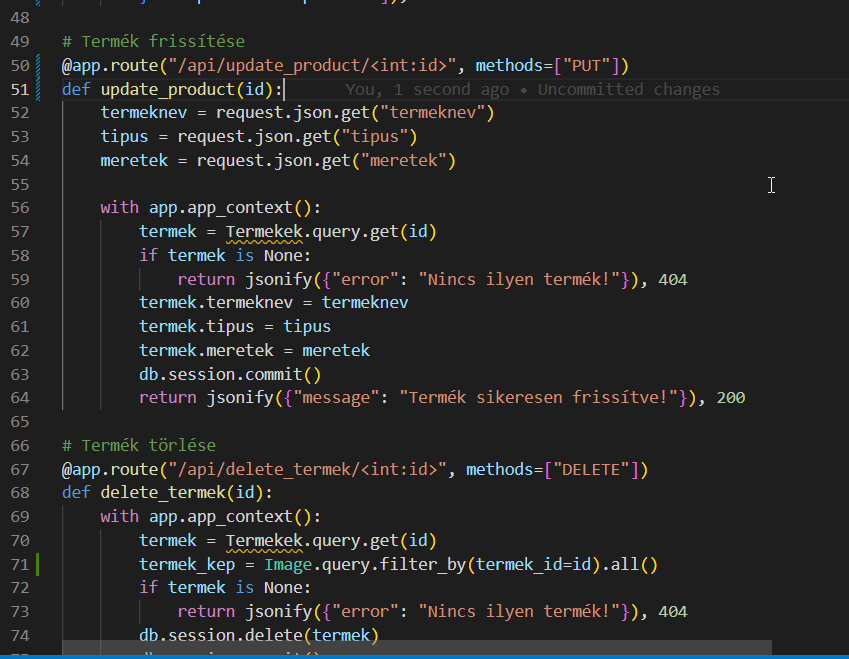 48
49 # Termék frissítése
50 @app.route("/api/update_product/<int:id>", methods=["PUT"])
51 def update_product(id): You, 1 second ago • Uncommitted changes
52 termeknev = request.json.get("termeknev")
53 tipus = request.json.get("tipus")
54 meretek = request.json.get("meretek")
55
56 with app.app_context():
57 termek = Termekek.query.get(id)
58 if termek is None:
59 return jsonify({"error": "Nincs ilyen termék!"}), 404
60 termek.termeknev = termeknev
61 termek.tipus = tipus
62 termek.meretek = meretek
63 db.session.commit()
64 return jsonify({"message": "Termék sikeresen frissítve!"}), 200
65
66 # Termék törlése
67 @app.route("/api/delete_termek/<int:id>", methods=["DELETE"])
68 def delete_termek(id):
69 with app.app_context():
70 termek = Termekek.query.get(id)
71 termek_kep = Image.query.filter_by(termek_id=id).all()
72 if termek is None:
73 return jsonify({"error": "Nincs ilyen termék!"}), 404
74 db.session.delete(termek)